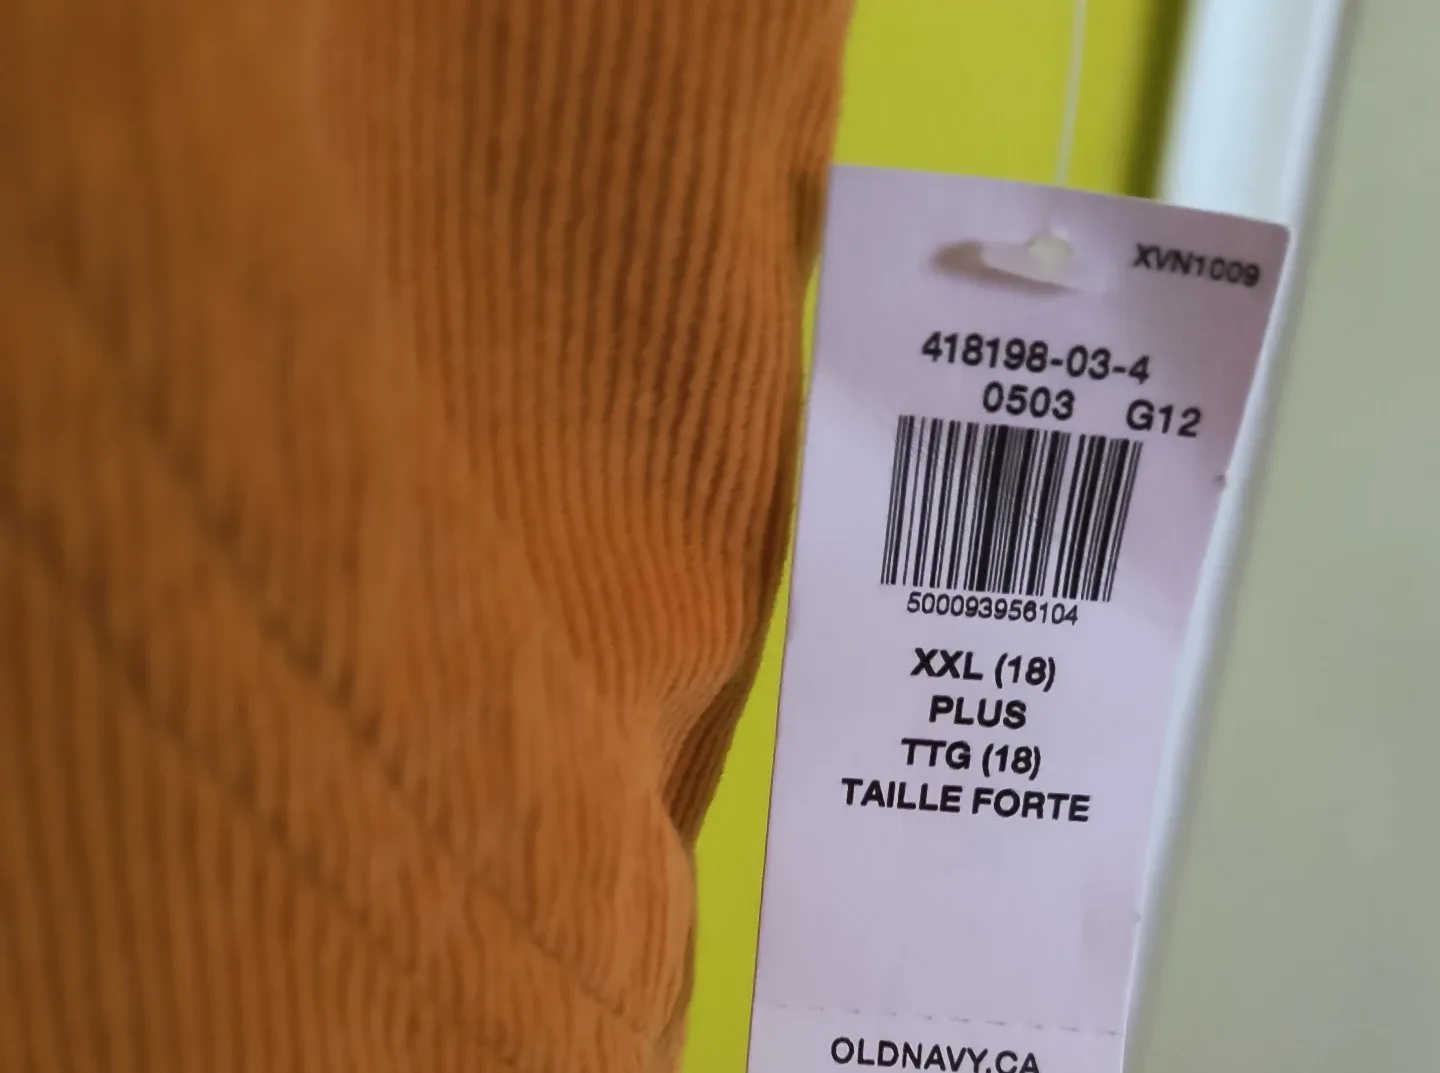 XVN1009
418198-03-4
0503 G12
500093956104
XXL (18)
PLUS
TTG (18)
TAILLE FORTE
OLDNAVY.CA